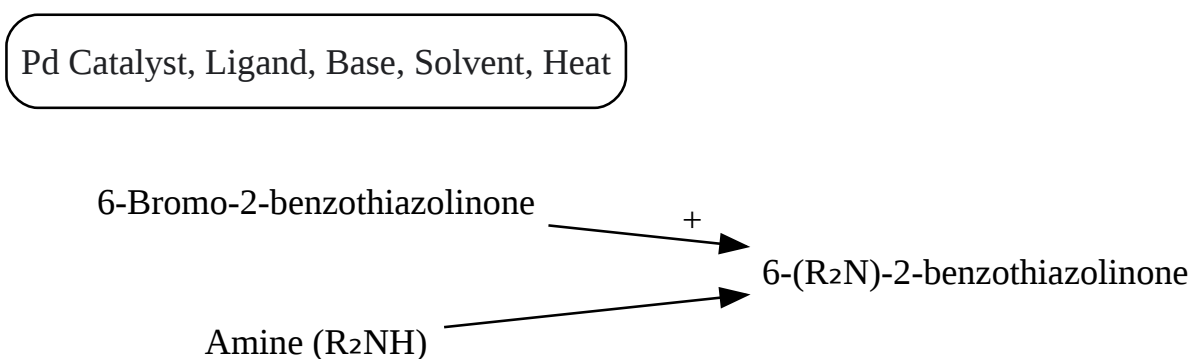 Pd Catalyst, Ligand, Base, Solvent, Heat
6-Bromo-2-benzothiazolinone
+
6-(R₂N)-2-benzothiazolinone
Amine (R₂NH)